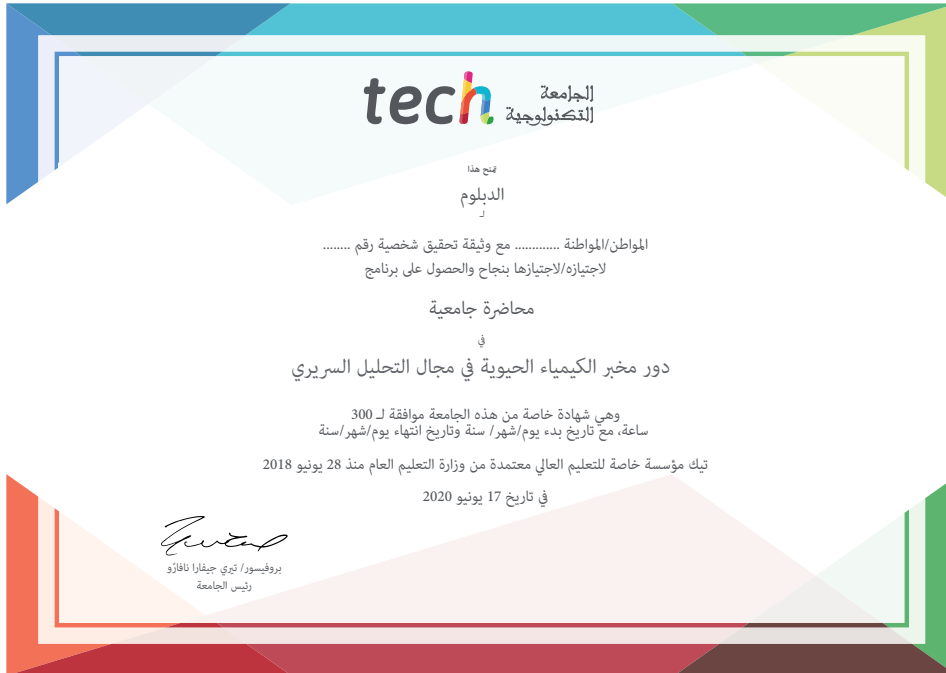 tech الجامعة
التكنولوجية
تمنح هذا
الدبلوم
لـ
المواطن/المواطنة ............. مع وثيقة تحقيق شخصية رقم ........
لاجتيازه/لاجتيازها بنجاح والحصول على برنامج
محاضرة جامعية
في
دور مخبر الكيمياء الحيوية في مجال التحليل السريري
وهي شهادة خاصة من هذه الجامعة موافقة لـ 300
ساعة، مع تاريخ بدء يوم/شهر/ سنة وتاريخ انتهاء يوم/شهر/سنة
تيك مؤسسة خاصة للتعليم العالي معتمدة من وزارة التعليم العام منذ 28 يونيو 2018
في تاريخ 17 يونيو 2020
بروفيسور/ تيري جيفارا نافارّو
رئيس الجامعة